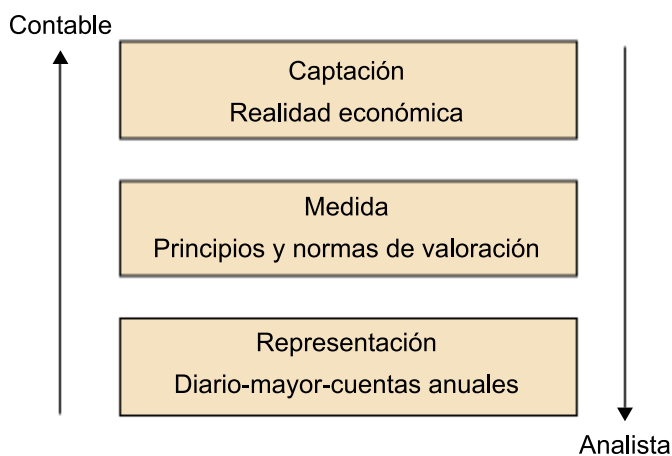 Contable
Captación
Realidad económica
Medida
Principios y normas de valoración
Representación
Diario-mayor-cuentas anuales
Analista